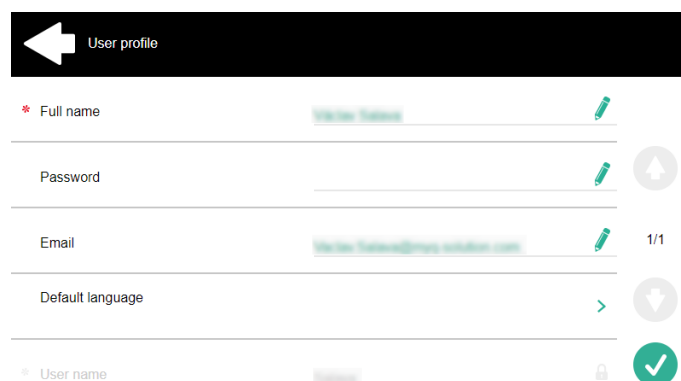 User profile
* Full name
Password
Email
1/1
Default language
* User name